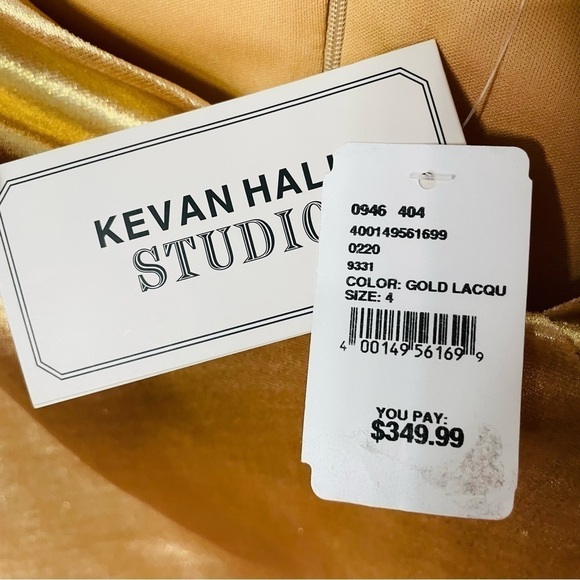 KEVAN HALL
STUDIO
0946 404
400149561699
0220
9331
COLOR: GOLD LACQU
SIZE: 4
4 00149 56169 9
YOU PAY:
$349.99